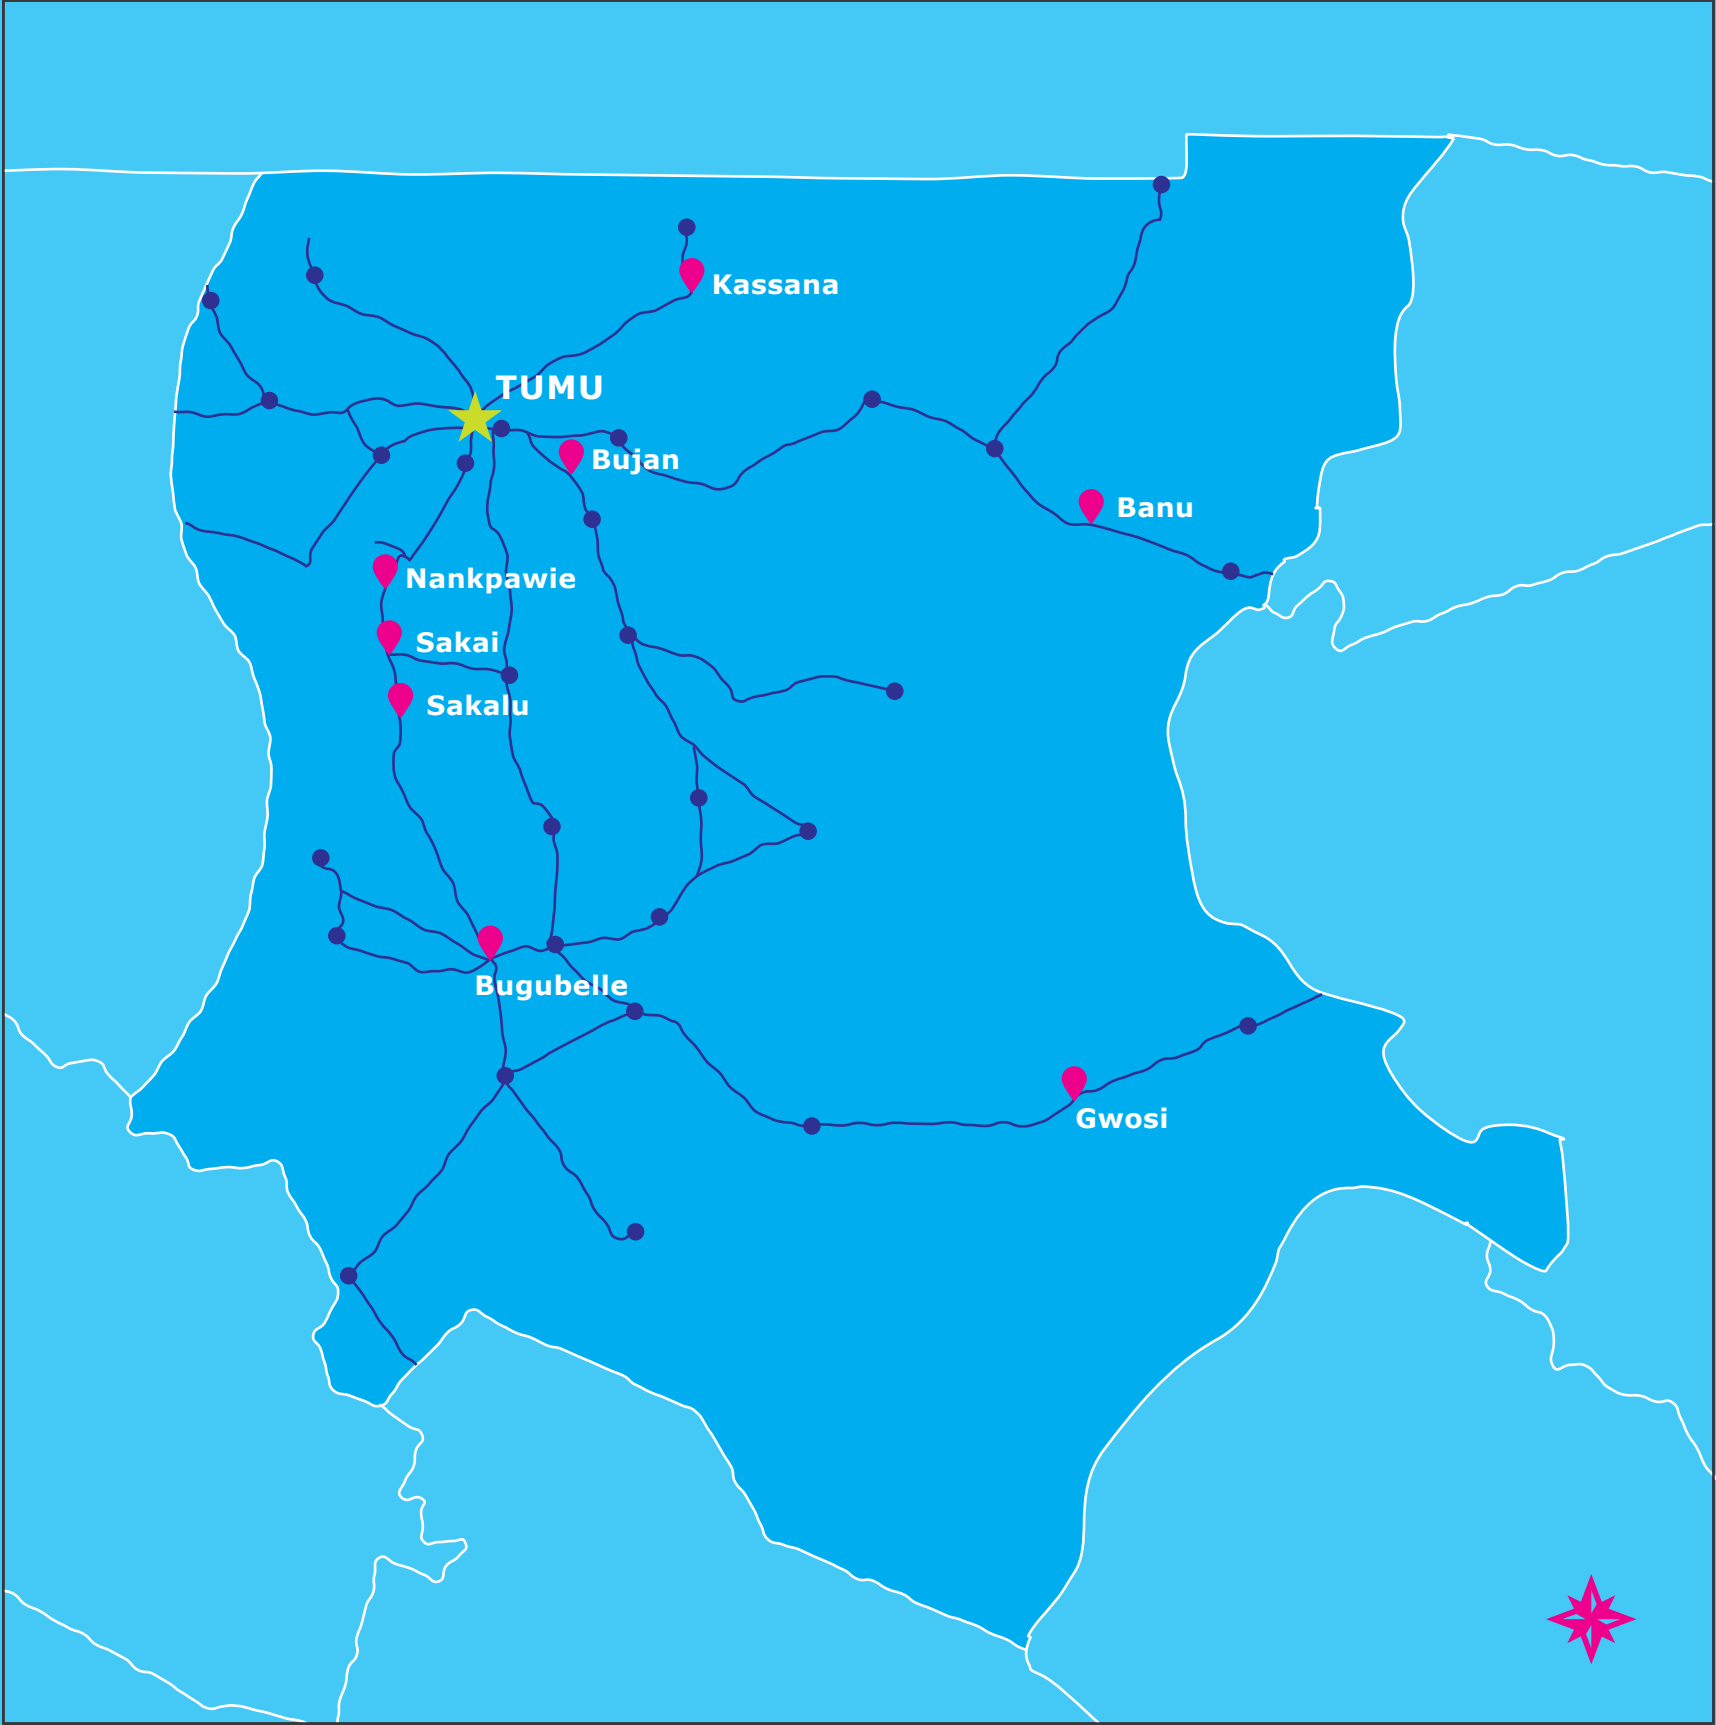 Kassana
TUMU
Bujan
Banu
Nankpawie
Sakai
Sakalu
Bugubelle
Gwosi